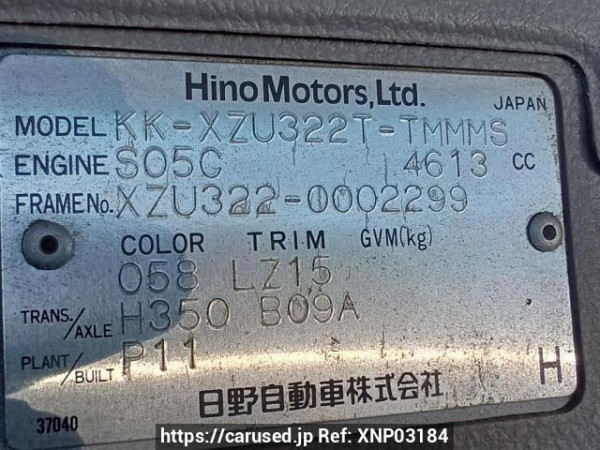 Hino Motors, Ltd.
JAPAN
MODEL KK-XZU322T-TMMMS
ENGINE S05C 4613 CC
FRAME No. XZU322-0002299
COLOR TRIM GVM(kg)
058 LZ15
TRANS./AXLE H350 B09A
PLANT/BUILT P11
日野自動車株式会社 H
37040
https://carused.jp Ref: XNP03184